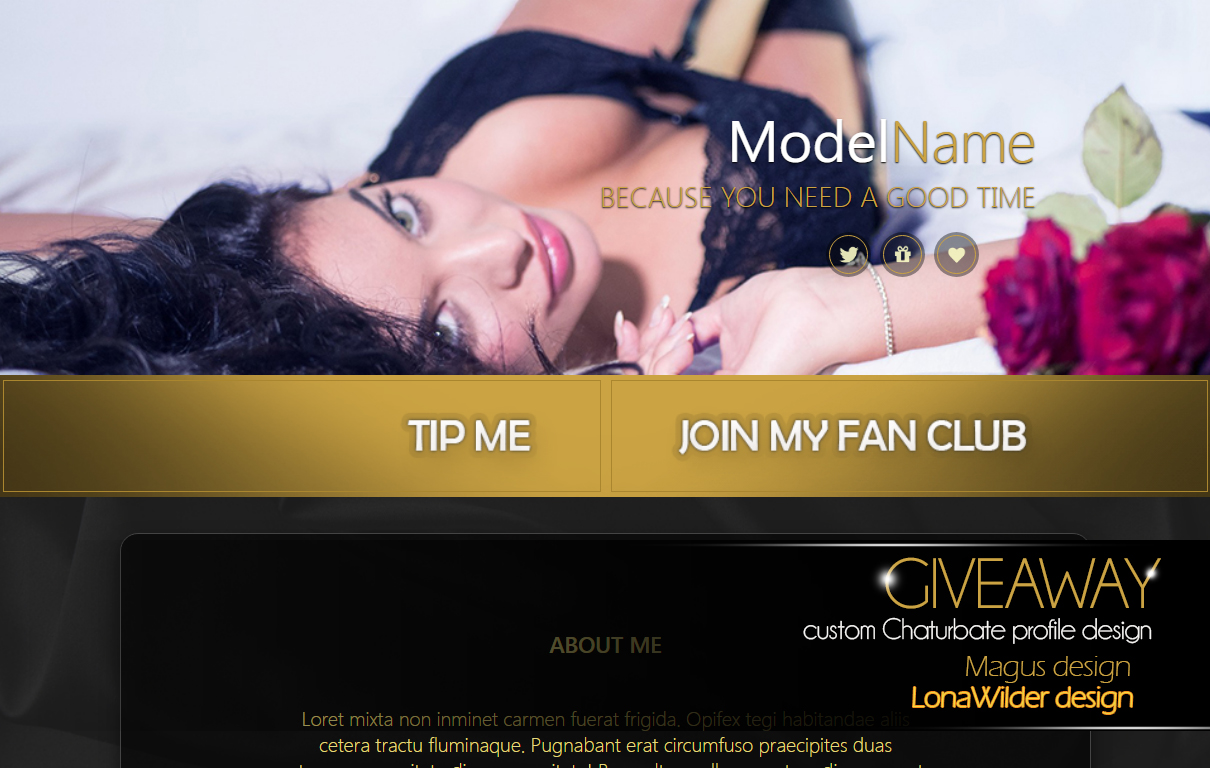 ModelName
BECAUSE YOU NEED A GOOD TIME
TIP ME
JOIN MY FAN CLUB
GIVEAWAY
custom Chaturbate profile design
Magus design
LonaWilder design
ABOUT ME
Loret mixta non inminet carmen fuerat frigida. Opifex tegi habitandae aliis
cetera tractu fluminaque. Pugnabant erat circumfuso praecipites duas